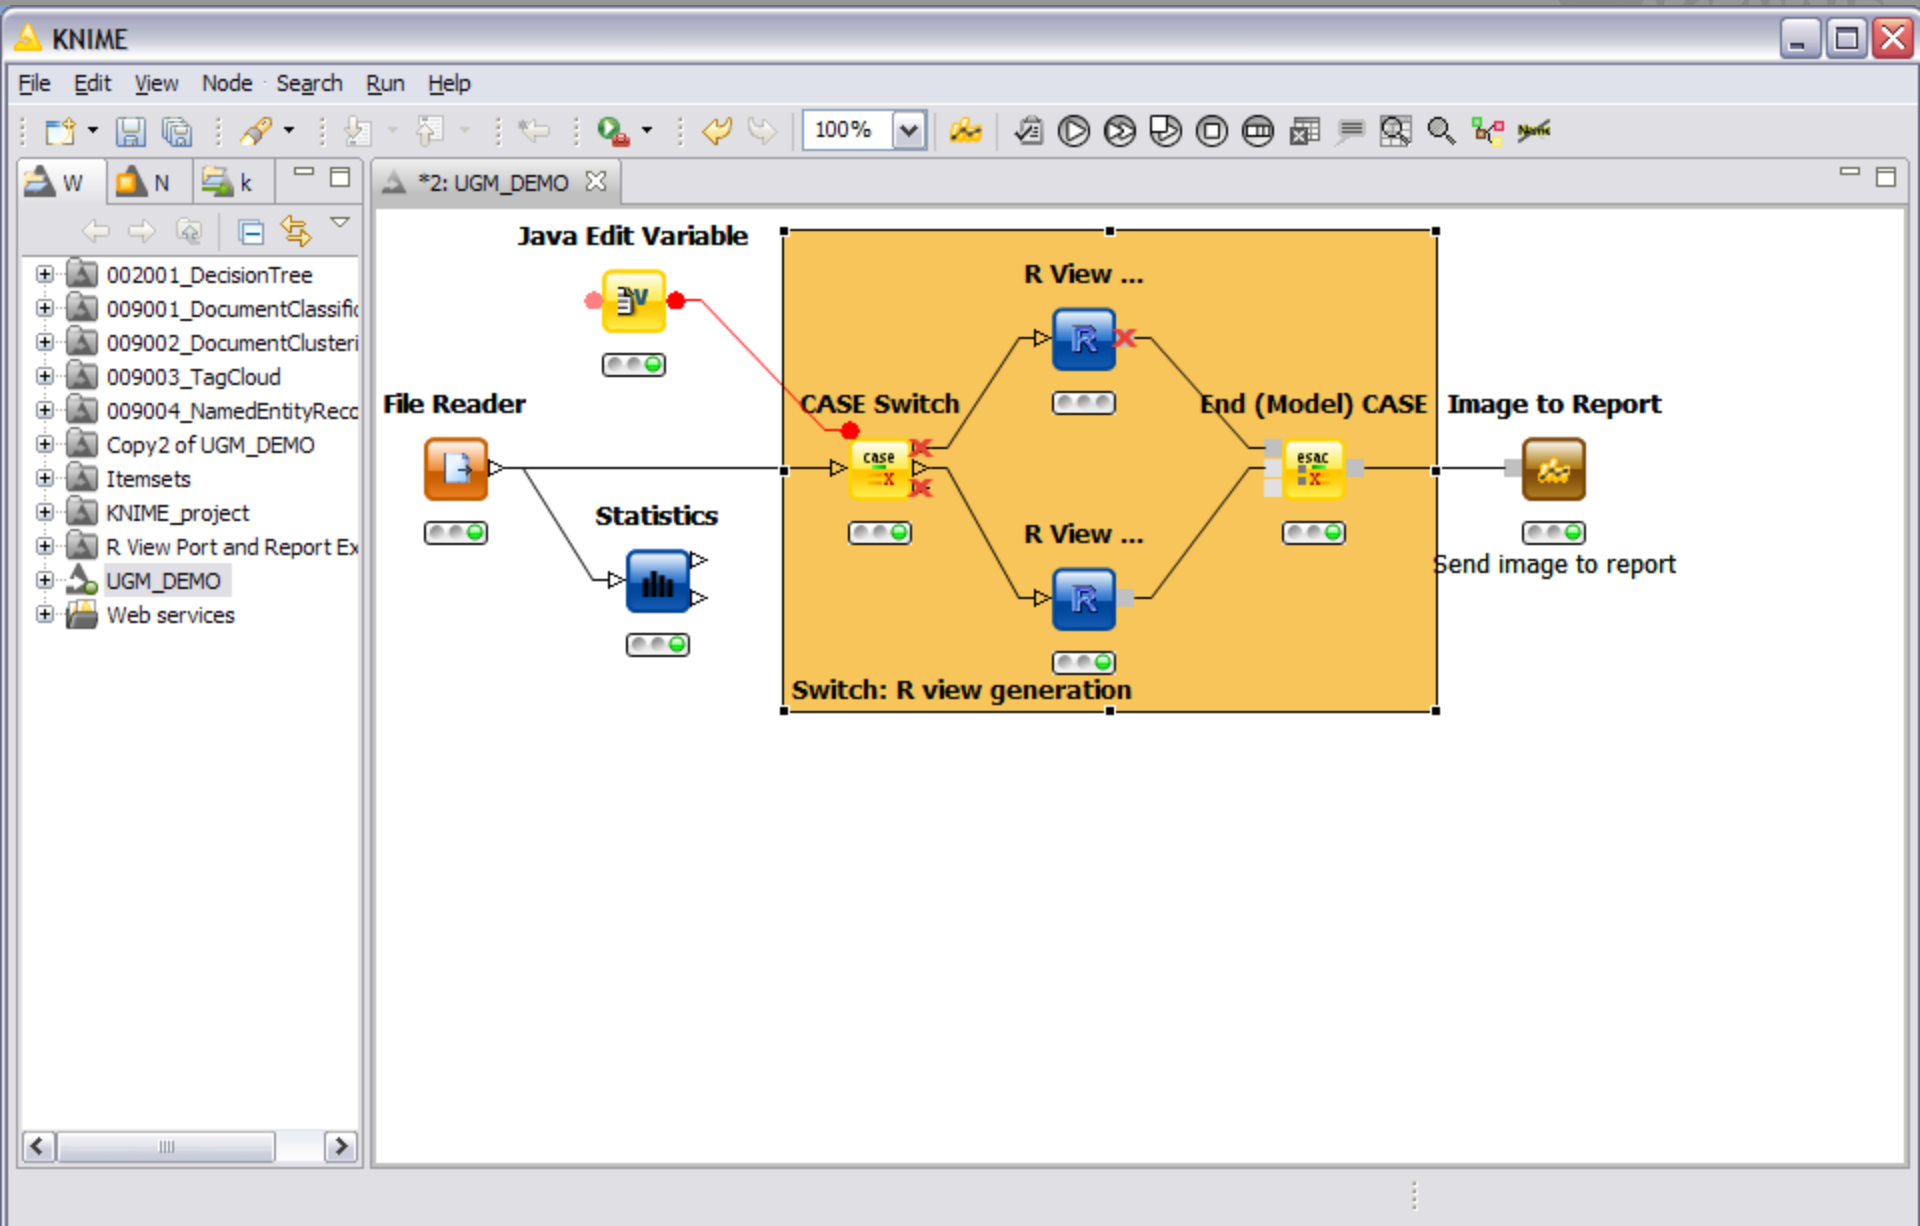 KNIME
File Edit View Node Search Run Help
100%
W N k
*2: UGM_DEMO
002001_DecisionTree
009001_DocumentClassific
009002_DocumentClusteri
009003_TagCloud
009004_NamedEntityReco
Copy2 of UGM_DEMO
Itemsets
KNIME_project
R View Port and Report Ex
UGM_DEMO
Web services
Java Edit Variable
V
R View ...
R
File Reader
CASE Switch
case
x
End (Model) CASE
esac
x
Image to Report
Send image to report
Statistics
R View ...
R
Switch: R view generation